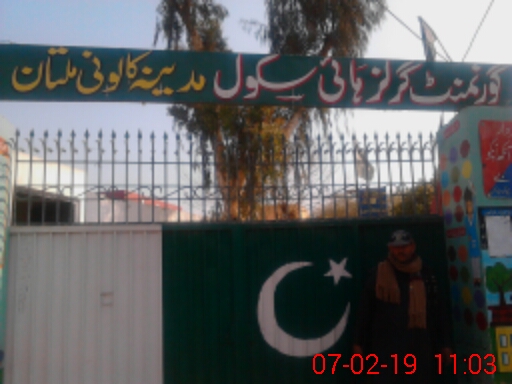 گورنمنٹ گرلز ہائی سکول مدینہ کالونی ملتان
07-02-19 11:03